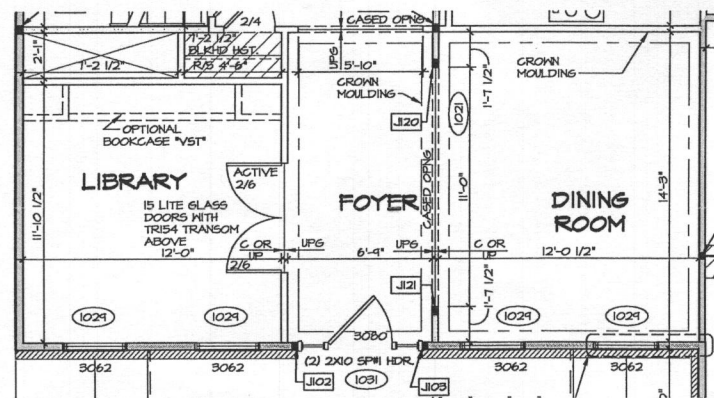 2/4
CASED OPNG
2'-1"
1'-2 1/2"
BLKHD HGT.
1'-2 1/2"
R/S 4'-6"
UPG
5'-10"
CROWN
MOULDING
CROWN
MOULDING
1'-7 1/2"
J120
1021
OPTIONAL
BOOKCASE "VST"
ACTIVE
2/6
LIBRARY
FOYER
CASED OPNG
11'-0"
DINING
ROOM
14'-3"
11'-10 1/2"
15 LITE GLASS
DOORS WITH
TR154 TRANSOM
ABOVE
12'-0"
C OR
UP
UPG
6'-9"
UPG
C OR
UP
12'-0 1/2"
2/6
J121
1'-7 1/2"
1029
1029
1029
1029
3080
(2) 2X10 SP#1 HDR.
3062
3062
J102
1031
J103
3062
3062